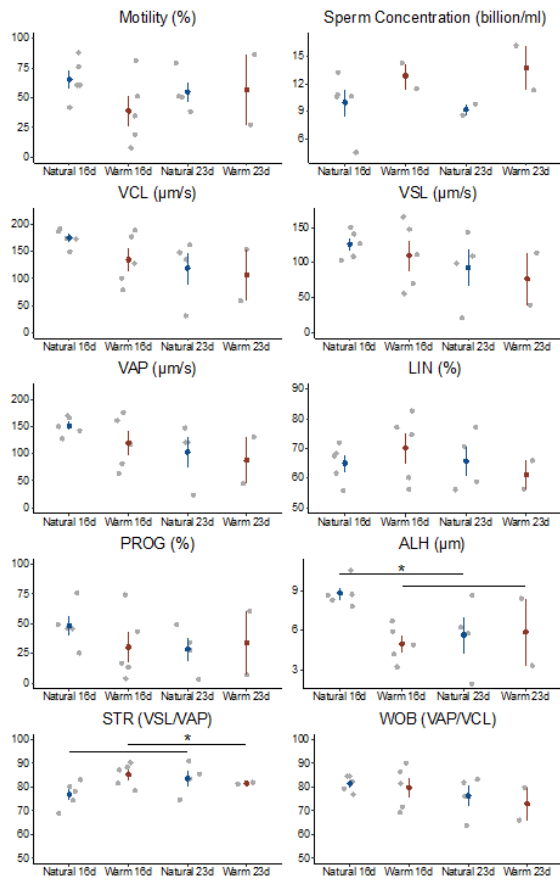 Motility (%)
Sperm Concentration (billion/ml)
100
75
50
25
0
Natural 16d Warm 16d Natural 23d Warm 23d
15
12
9
6
Natural 16d Warm 16d Natural 23d Warm 23d
VCL (µm/s)
VSL (µm/s)
200
150
100
50
0
Natural 16d Warm 16d Natural 23d Warm 23d
150
100
50
0
Natural 16d Warm 16d Natural 23d Warm 23d
VAP (µm/s)
LIN (%)
200
150
100
50
0
Natural 16d Warm 16d Natural 23d Warm 23d
90
80
70
60
50
Natural 16d Warm 16d Natural 23d Warm 23d
PROG (%)
ALH (µm)
100
75
50
25
0
Natural 16d Warm 16d Natural 23d Warm 23d
*
9
6
3
Natural 16d Warm 16d Natural 23d Warm 23d
STR (VSL/VAP)
WOB (VAP/VCL)
*
100
90
80
70
60
50
Natural 16d Warm 16d Natural 23d Warm 23d
100
90
80
70
60
50
Natural 16d Warm 16d Natural 23d Warm 23d